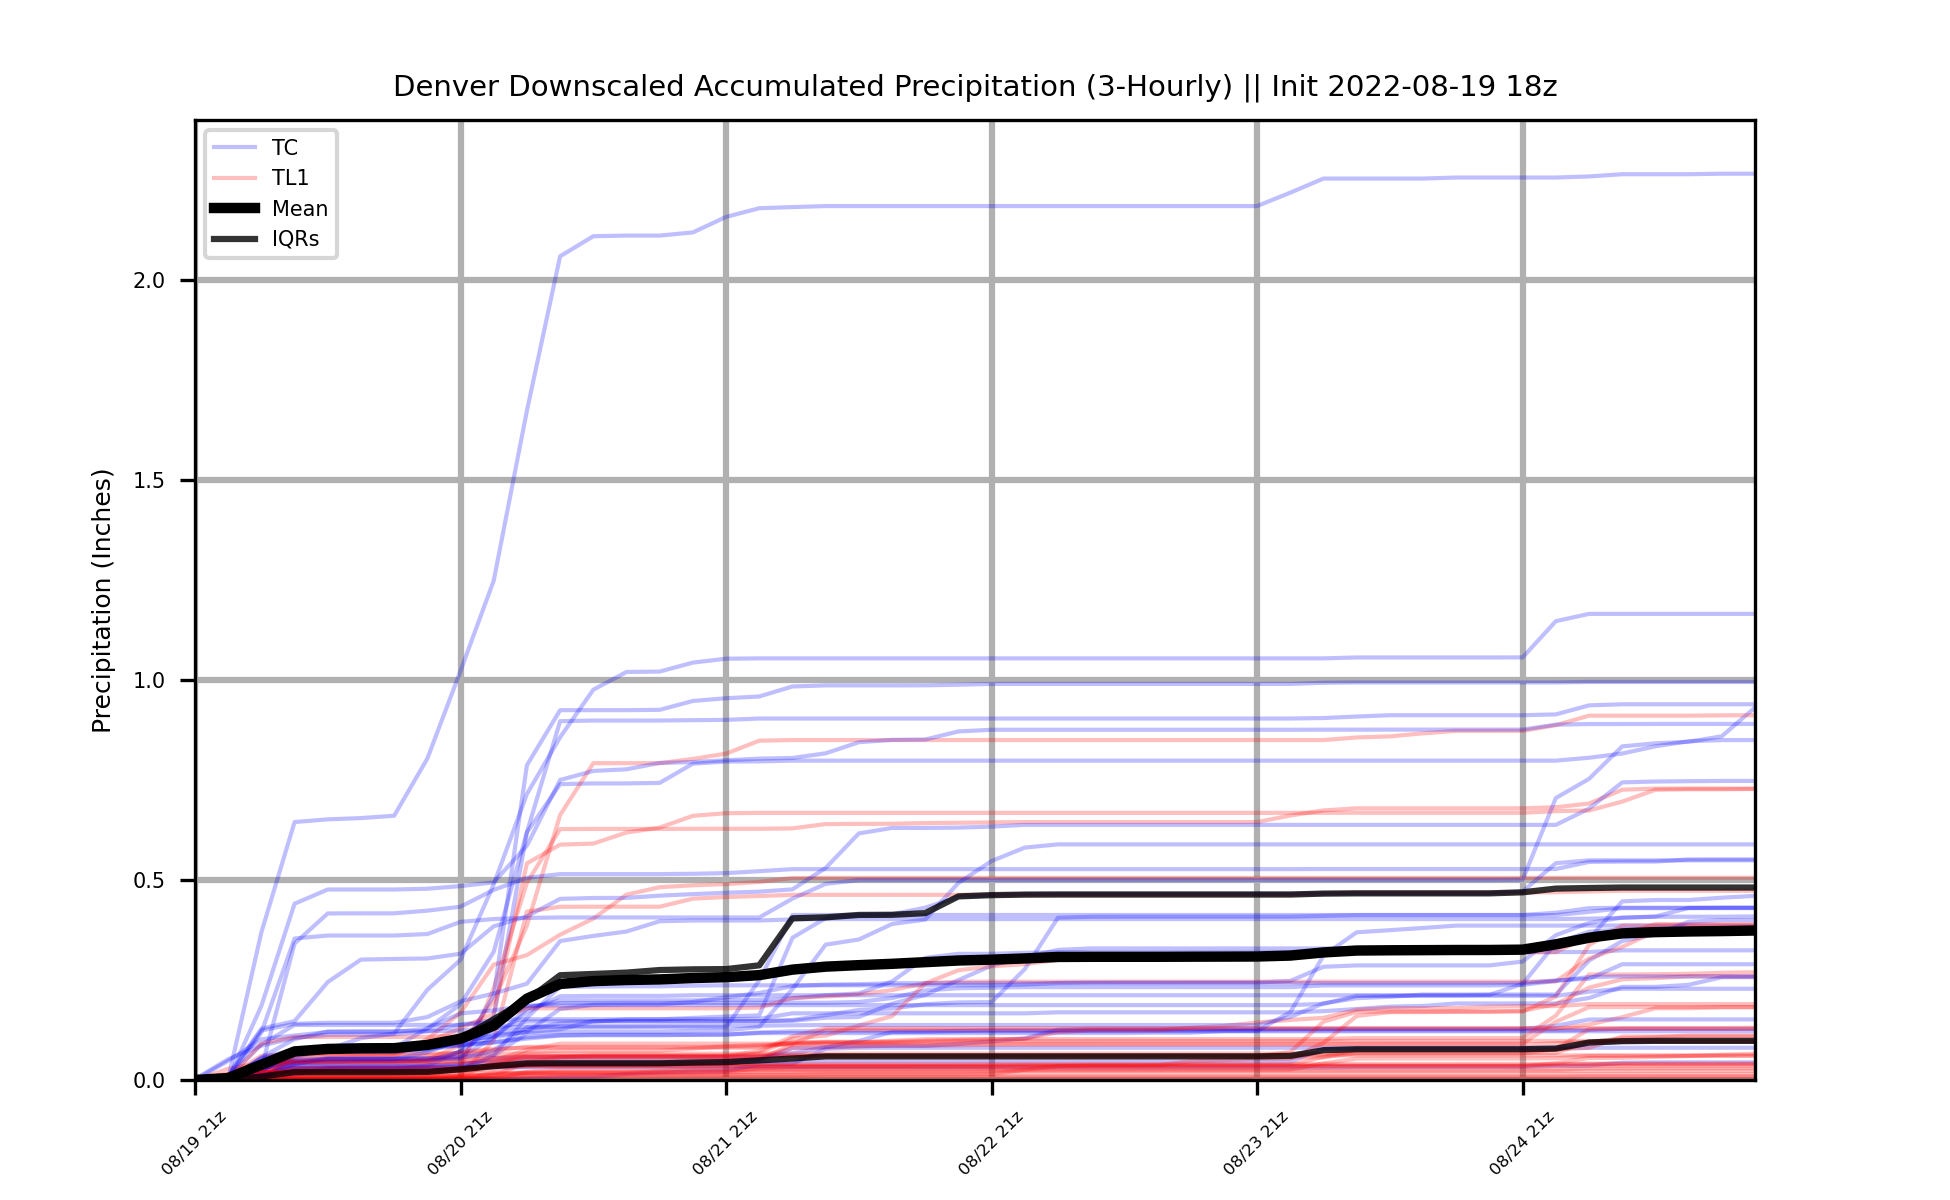 Denver Downscaled Accumulated Precipitation (3-Hourly) || Init 2022-08-19 18z
TC
TL1
Mean
IQRs
Precipitation (Inches)
2.0
1.5
1.0
0.5
0.0
08/19 21z
08/20 21z
08/21 21z
08/22 21z
08/23 21z
08/24 21z